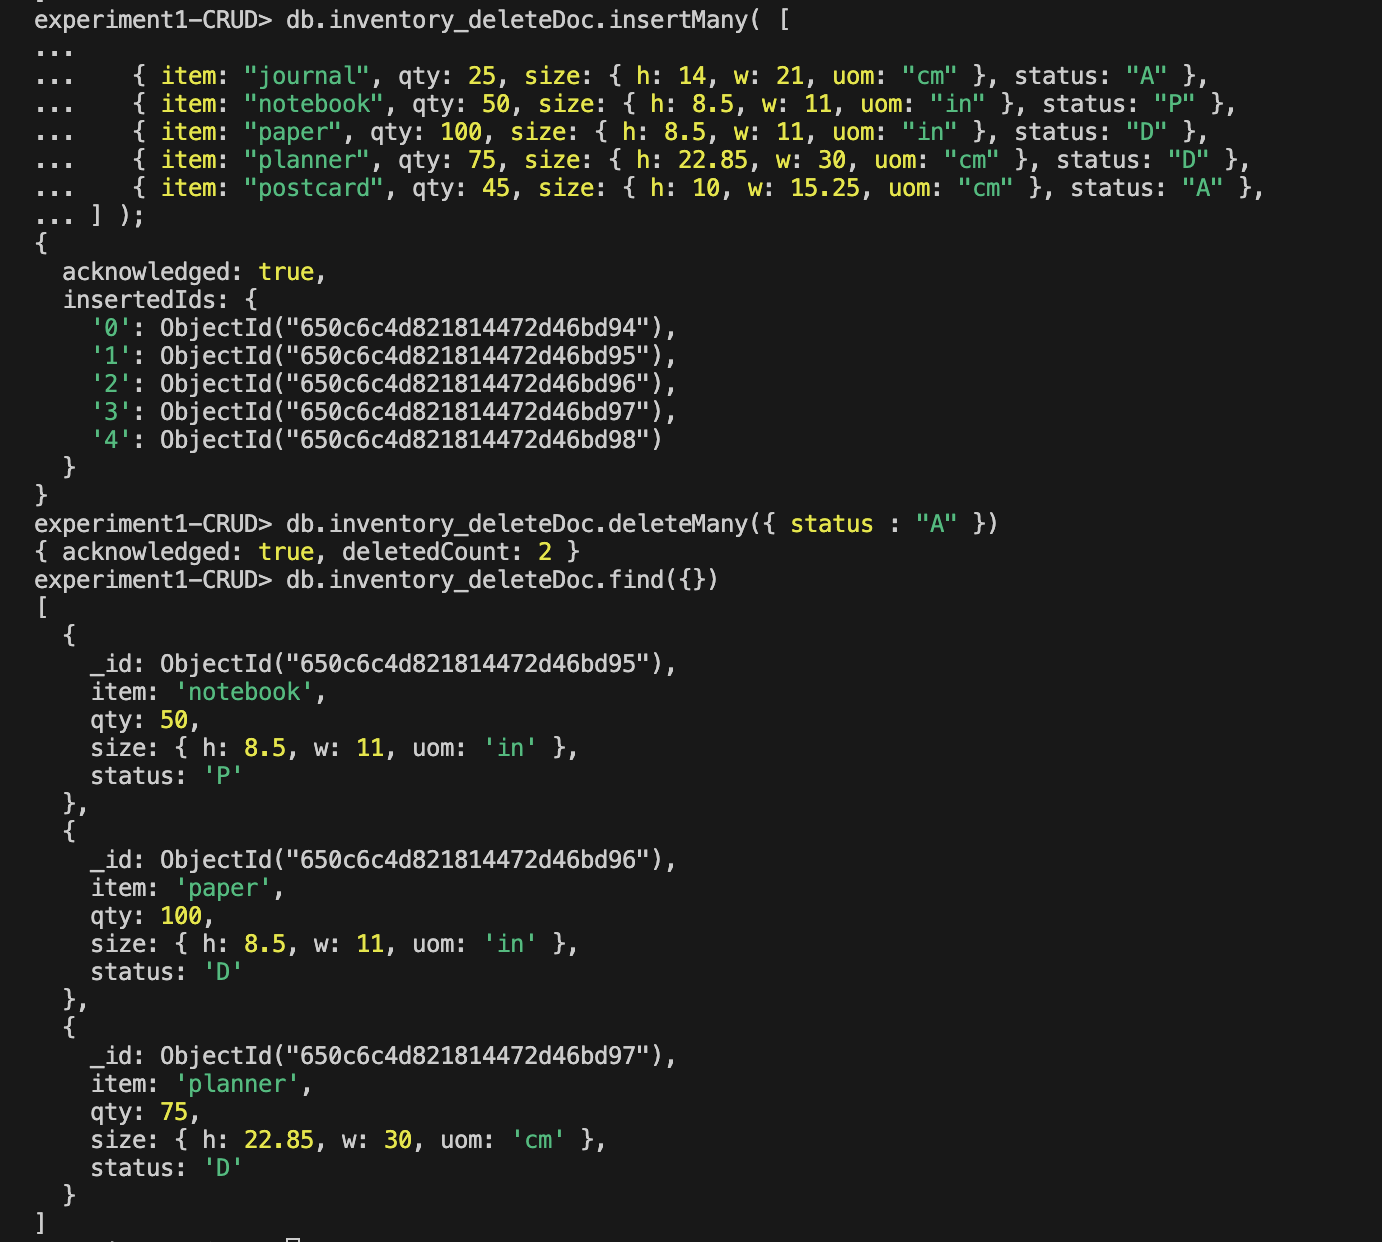 experiment1-CRUD> db.inventory_deleteDoc.insertMany( [
...
...    { item: "journal", qty: 25, size: { h: 14, w: 21, uom: "cm" }, status: "A" },
...    { item: "notebook", qty: 50, size: { h: 8.5, w: 11, uom: "in" }, status: "P" },
...    { item: "paper", qty: 100, size: { h: 8.5, w: 11, uom: "in" }, status: "D" },
...    { item: "planner", qty: 75, size: { h: 22.85, w: 30, uom: "cm" }, status: "D" },
...    { item: "postcard", qty: 45, size: { h: 10, w: 15.25, uom: "cm" }, status: "A" },
... ] );
{
  acknowledged: true,
  insertedIds: {
    '0': ObjectId("650c6c4d821814472d46bd94"),
    '1': ObjectId("650c6c4d821814472d46bd95"),
    '2': ObjectId("650c6c4d821814472d46bd96"),
    '3': ObjectId("650c6c4d821814472d46bd97"),
    '4': ObjectId("650c6c4d821814472d46bd98")
  }
}
experiment1-CRUD> db.inventory_deleteDoc.deleteMany({ status : "A" })
{ acknowledged: true, deletedCount: 2 }
experiment1-CRUD> db.inventory_deleteDoc.find({})
[
  {
    _id: ObjectId("650c6c4d821814472d46bd95"),
    item: 'notebook',
    qty: 50,
    size: { h: 8.5, w: 11, uom: 'in' },
    status: 'P'
  },
  {
    _id: ObjectId("650c6c4d821814472d46bd96"),
    item: 'paper',
    qty: 100,
    size: { h: 8.5, w: 11, uom: 'in' },
    status: 'D'
  },
  {
    _id: ObjectId("650c6c4d821814472d46bd97"),
    item: 'planner',
    qty: 75,
    size: { h: 22.85, w: 30, uom: 'cm' },
    status: 'D'
  }
]